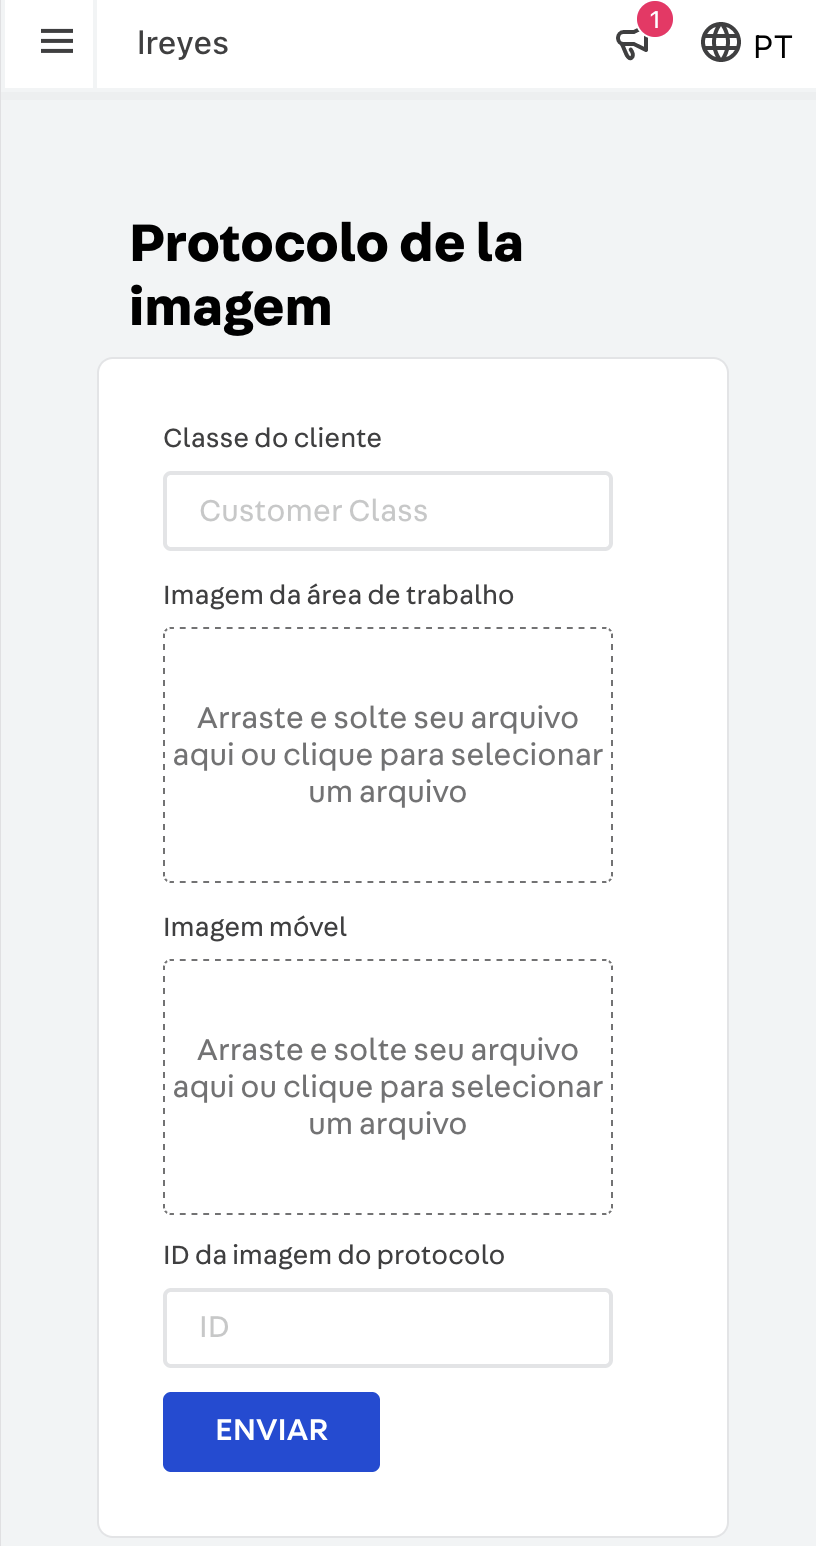 Ireyes
1
PT
Protocolo de la
imagem
Classe do cliente
Customer Class
Imagem da área de trabalho
Arraste e solte seu arquivo
aqui ou clique para selecionar
um arquivo
Imagem móvel
Arraste e solte seu arquivo
aqui ou clique para selecionar
um arquivo
ID da imagem do protocolo
ID
ENVIAR